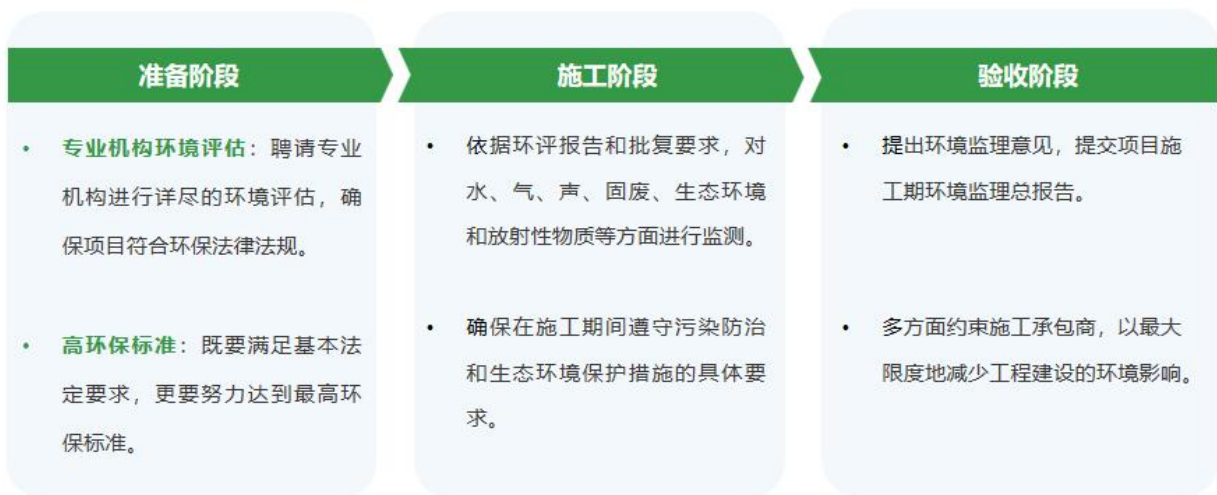 准备阶段
• 专业机构环境评估：聘请专业
机构进行详尽的环境评估，确
保项目符合环保法律法规。
• 高环保标准：既要满足基本法
定要求，更要努力达到最高环
保标准。
施工阶段
• 依据环评报告和批复要求，对
水、气、声、固废、生态环境
和放射性物质等方面进行监测。
• 确保在施工期间遵守污染防治
和生态环境保护措施的具体要
求。
验收阶段
• 提出环境监理意见，提交项目施
工期环境监理总报告。
• 多方面约束施工承包商，以最大
限度地减少工程建设的环境影响。